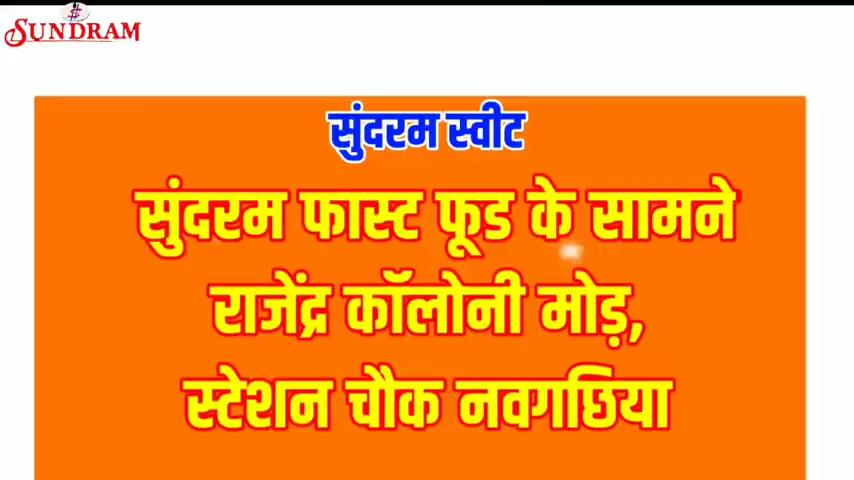 SUNDRAM
सुंदरम स्वीट
सुंदरम फास्ट फूड के सामने
राजेंद्र कॉलोनी मोड़,
स्टेशन चौक नवगछिया